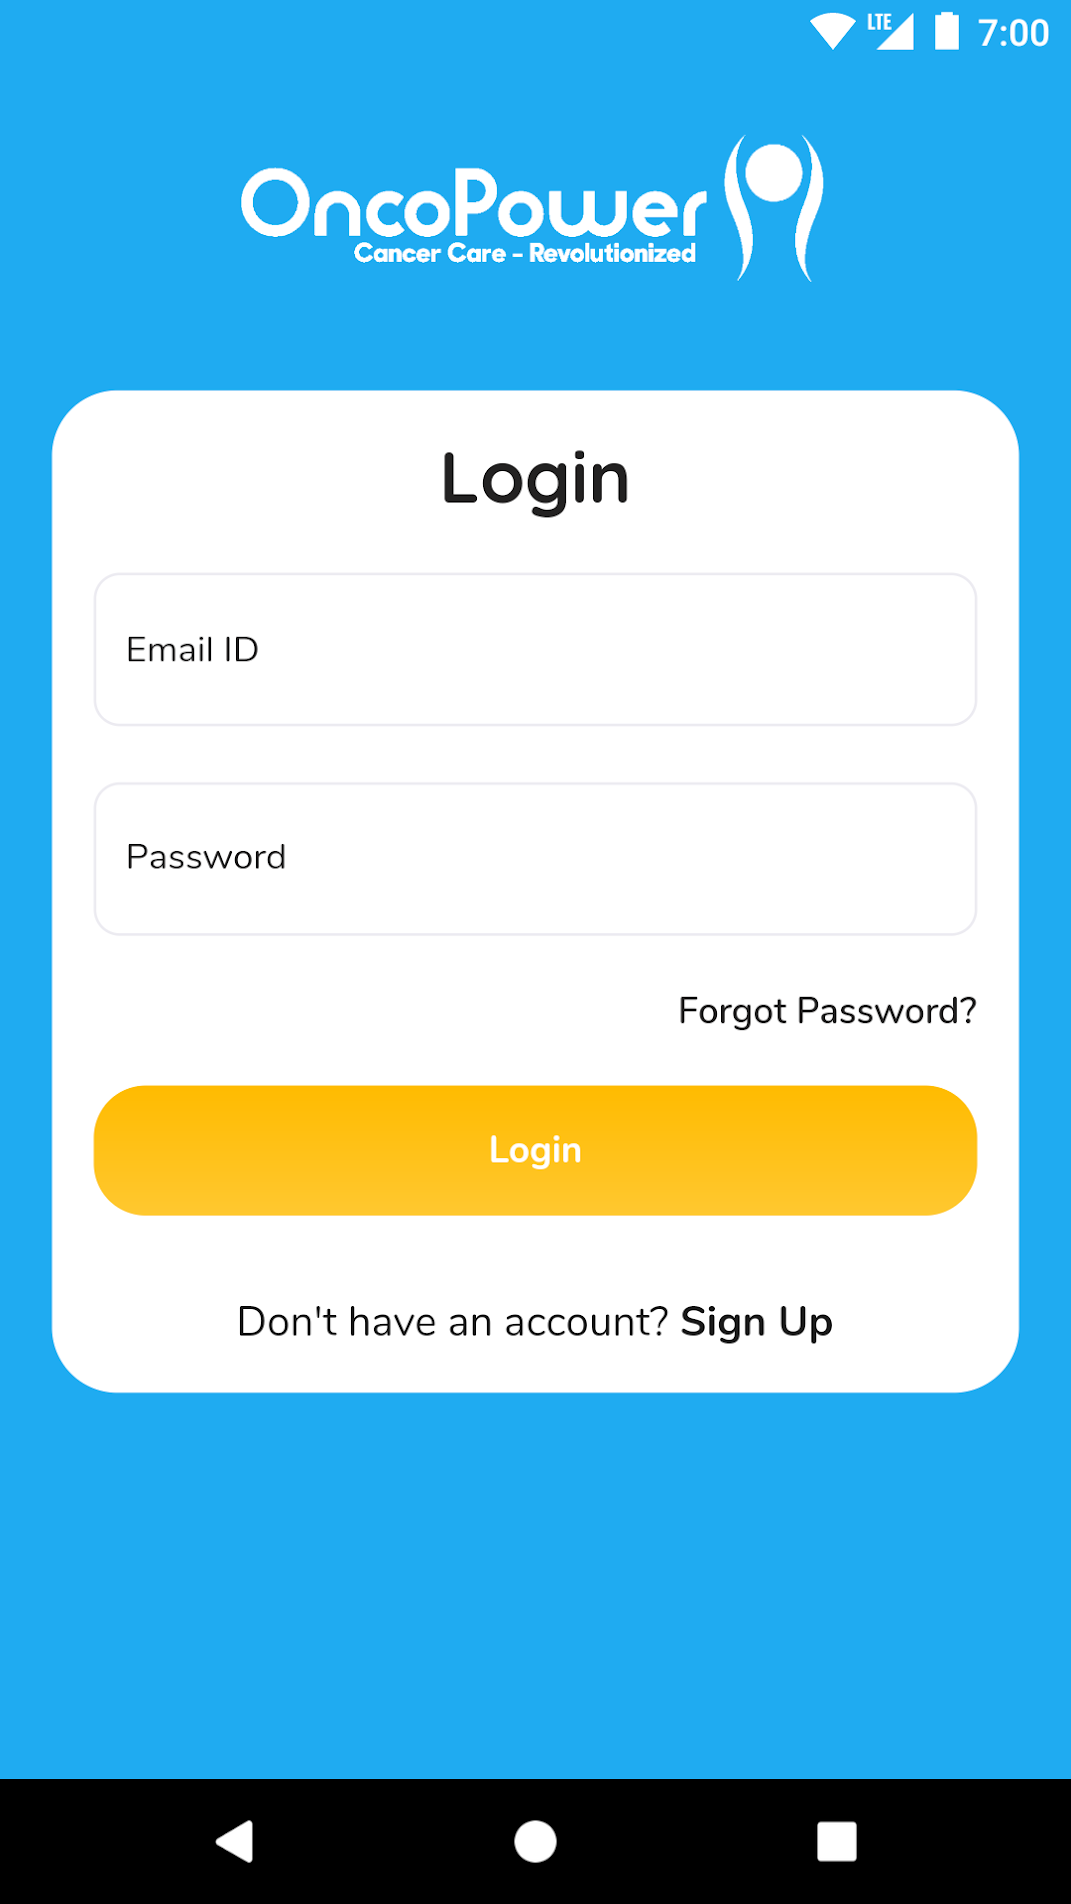 LTE 7:00
OncoPower
Cancer Care - Revolutionized
Login
Email ID
Password
Forgot Password?
Login
Don't have an account? Sign Up